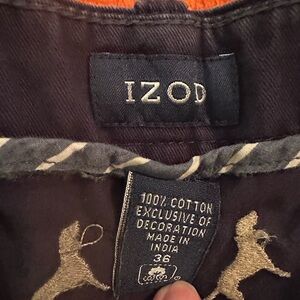 IZOD
100% COTTON
EXCLUSIVE OF
DECORATION
MADE IN
INDIA
36